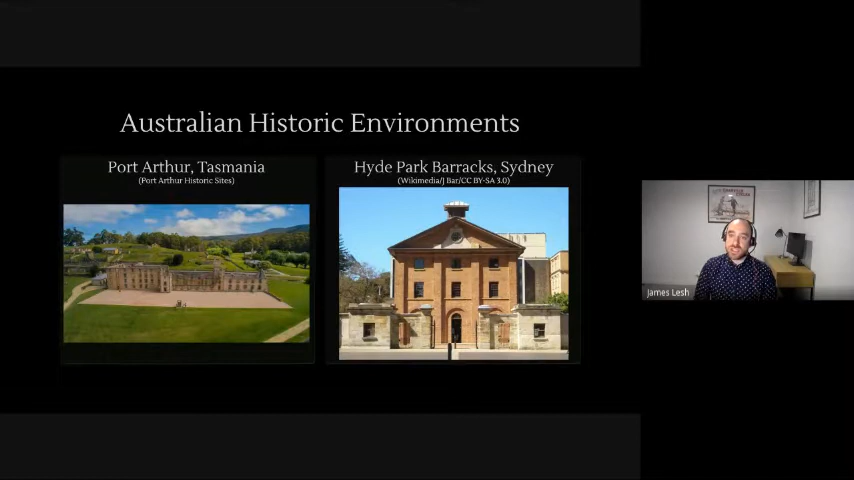 Australian Historic Environments
Port Arthur, Tasmania
(Port Arthur Historic Sites)
Hyde Park Barracks, Sydney
(Wikimedia/J Bar/CC BY-SA 3.0)
James Lesh